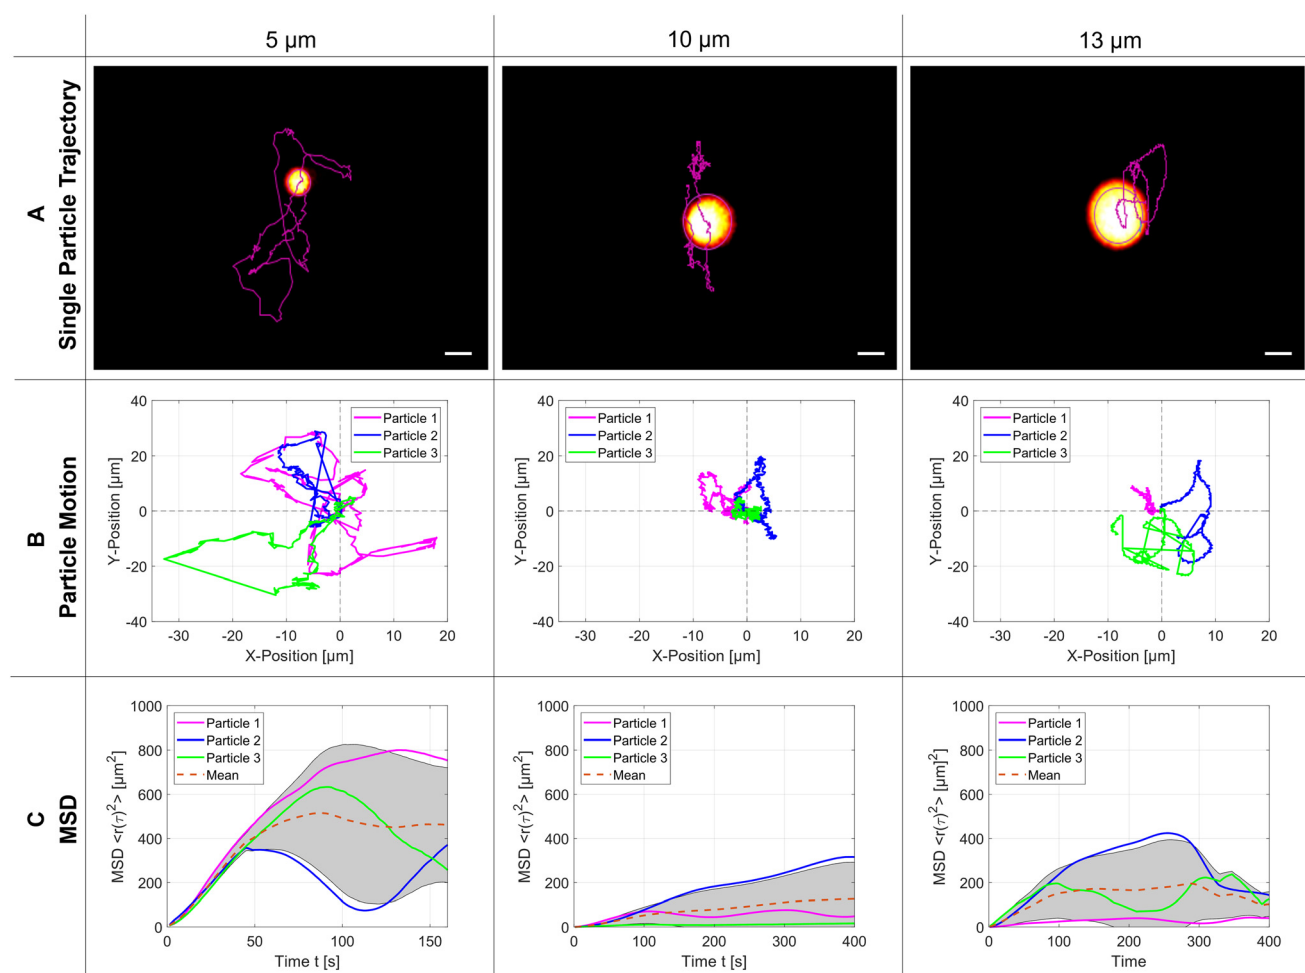 5 µm
10 µm
13 µm
A
Single Particle Trajectory
B
Particle Motion
40
20
0
-20
-40
Y-Position [µm]
-30
-20
-10
0
10
20
X-Position [µm]
Particle 1
Particle 2
Particle 3
40
20
0
-20
-40
Y-Position [µm]
-30
-20
-10
0
10
20
X-Position [µm]
Particle 1
Particle 2
Particle 3
40
20
0
-20
-40
Y-Position [µm]
-30
-20
-10
0
10
20
X-Position [µm]
Particle 1
Particle 2
Particle 3
C
MSD
1000
800
600
400
200
0
MSD <r(τ)²> [µm²]
0
50
100
150
Time t [s]
Particle 1
Particle 2
Particle 3
Mean
1000
800
600
400
200
0
MSD <r(τ)²> [µm²]
0
100
200
300
400
Time t [s]
Particle 1
Particle 2
Particle 3
Mean
1000
800
600
400
200
0
MSD <r(τ)²> [µm]²
0
100
200
300
400
Time
Particle 1
Particle 2
Particle 3
Mean